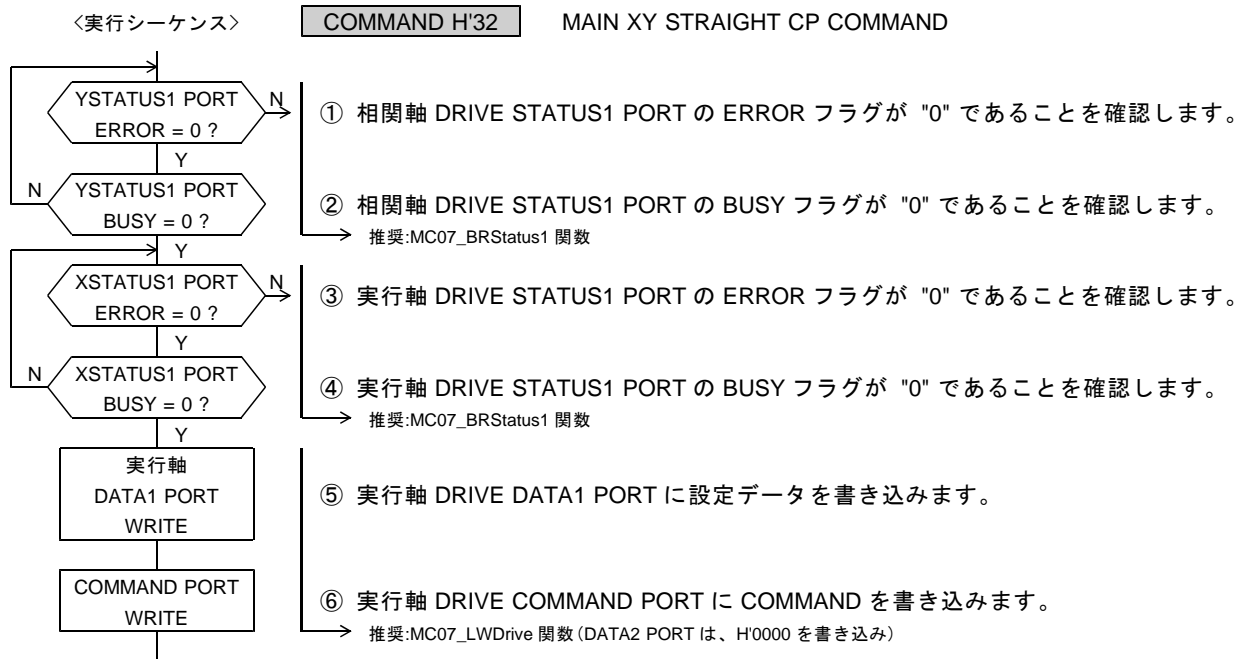 〈実行シーケンス〉 COMMAND H'32 MAIN XY STRAIGHT CP COMMAND
YSTATUS1 PORT
ERROR = 0 ?
N
① 相関軸 DRIVE STATUS1 PORT の ERROR フラグが "0" であることを確認します。
Y
N
YSTATUS1 PORT
BUSY = 0 ?
② 相関軸 DRIVE STATUS1 PORT の BUSY フラグが "0" であることを確認します。
推奨:MC07_BRStatus1 関数
Y
XSTATUS1 PORT
ERROR = 0 ?
N
③ 実行軸 DRIVE STATUS1 PORT の ERROR フラグが "0" であることを確認します。
Y
N
XSTATUS1 PORT
BUSY = 0 ?
④ 実行軸 DRIVE STATUS1 PORT の BUSY フラグが "0" であることを確認します。
推奨:MC07_BRStatus1 関数
Y
実行軸
DATA1 PORT
WRITE
⑤ 実行軸 DRIVE DATA1 PORT に設定データを書き込みます。
COMMAND PORT
WRITE
⑥ 実行軸 DRIVE COMMAND PORT に COMMAND を書き込みます。
推奨:MC07_LWDrive 関数(DATA2 PORT は、H'0000 を書き込み)